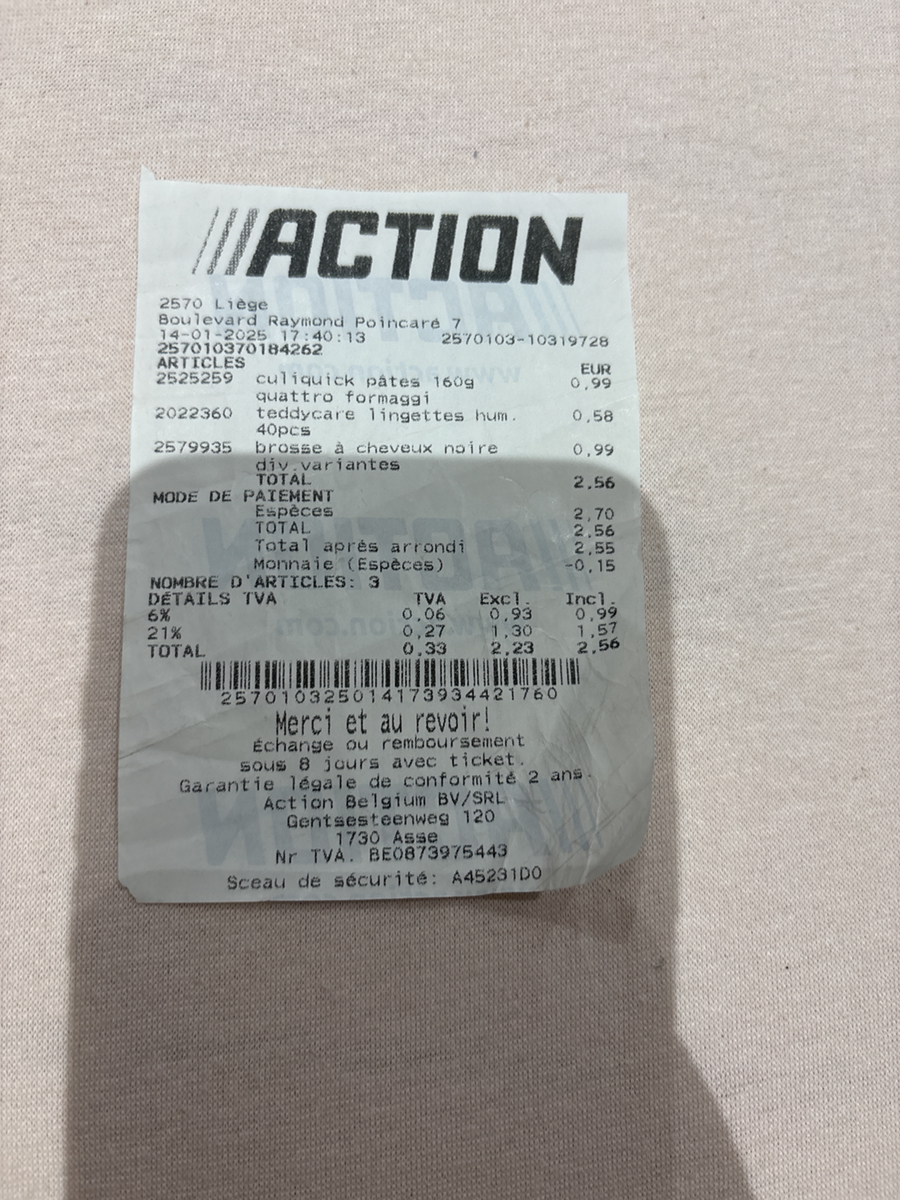 ACTION
2570 Liège
Boulevard Raymond Poincaré 7
14-01-2025 17:40:13 2570103-10319728
257010370184262
ARTICLES EUR
2525259 culiquick pâtes 160g 0,99
quattro formaggi
2022360 teddycare lingettes hum. 0,58
40pcs
2579935 brosse à cheveux noire 0,99
div.variantes
TOTAL 2,56
MODE DE PAIEMENT
Espèces 2,70
TOTAL 2,56
Total après arrondi 2,55
Monnaie (Espèces) -0,15
NOMBRE D'ARTICLES: 3
DÉTAILS TVA TVA Excl. Incl.
6% 0,06 0,93 0,99
21% 0,27 1,30 1,57
TOTAL 0,33 2,23 2,56
257010325014173934421760
Merci et au revoir!
Échange ou remboursement
sous 8 jours avec ticket.
Garantie légale de conformité 2 ans.
Action Belgium BV/SRL
Gentsesteenweg 120
1730 Asse
Nr TVA. BE0873975443
Sceau de sécurité: A45231D0